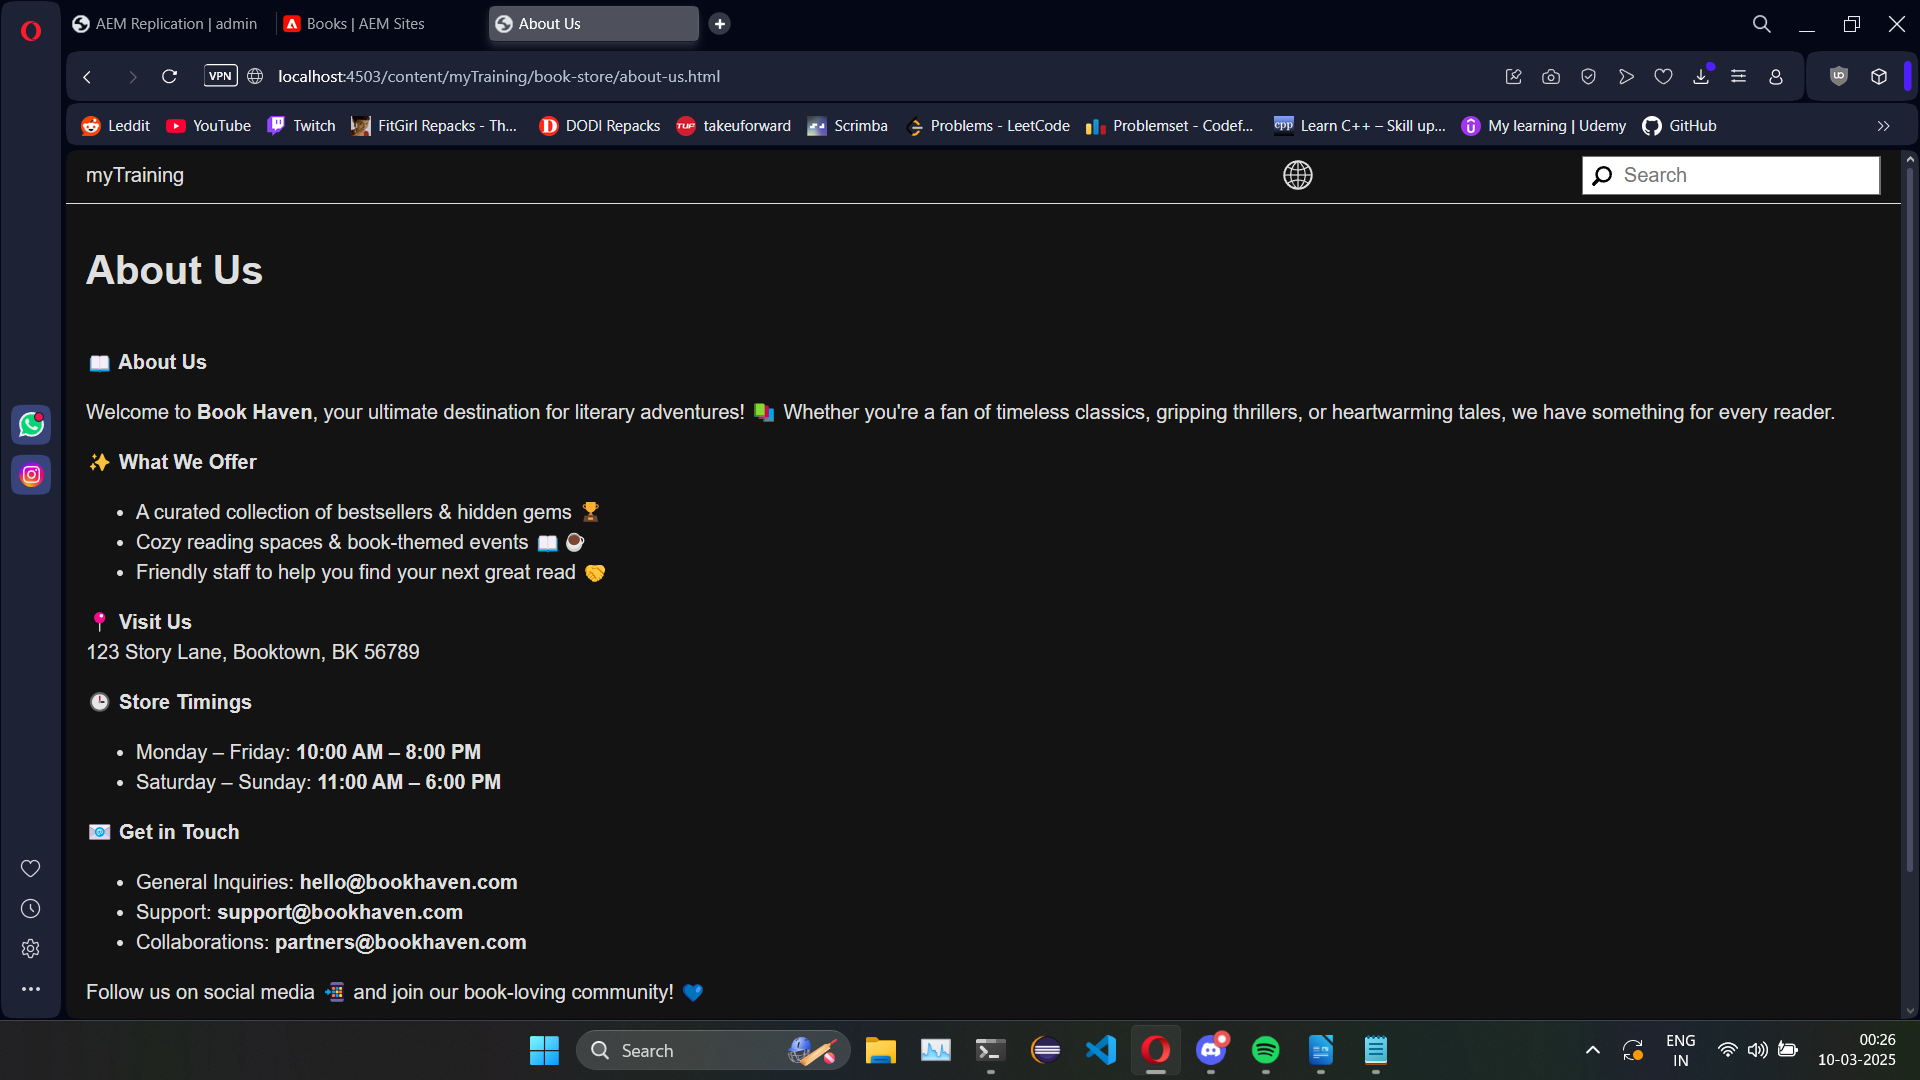 AEM Replication | admin
Books | AEM Sites
About Us
VPN
localhost:4503/content/myTraining/book-store/about-us.html
Leddit
YouTube
Twitch
FitGirl Repacks - Th...
DODI Repacks
takeuforward
Scrimba
Problems - LeetCode
Problemset - Codef...
Learn C++ – Skill up...
My learning | Udemy
GitHub
myTraining
Search
About Us
📖 About Us
Welcome to Book Haven, your ultimate destination for literary adventures! 📚 Whether you're a fan of timeless classics, gripping thrillers, or heartwarming tales, we have something for every reader.
✨ What We Offer
• A curated collection of bestsellers & hidden gems 🏆
• Cozy reading spaces & book-themed events 📖 ☕
• Friendly staff to help you find your next great read 🤝
📍 Visit Us
123 Story Lane, Booktown, BK 56789
🕒 Store Timings
• Monday – Friday: 10:00 AM – 8:00 PM
• Saturday – Sunday: 11:00 AM – 6:00 PM
📧 Get in Touch
• General Inquiries: hello@bookhaven.com
• Support: support@bookhaven.com
• Collaborations: partners@bookhaven.com
Follow us on social media 📲 and join our book-loving community! 💙
Search
ENG
IN
00:26
10-03-2025